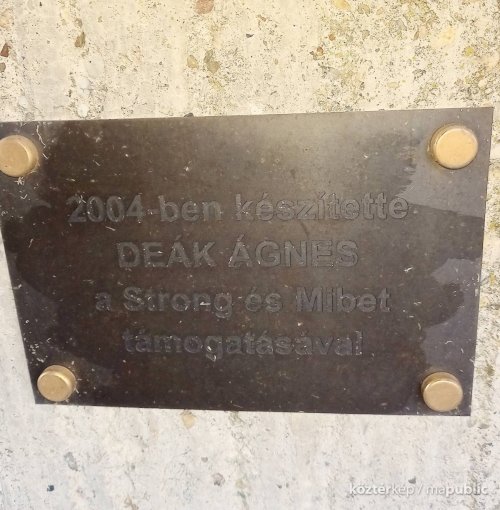 2004-ben készítette
DEÁK ÁGNES
a Strong és Mibet
támogatásával
köztérkép / mapublic